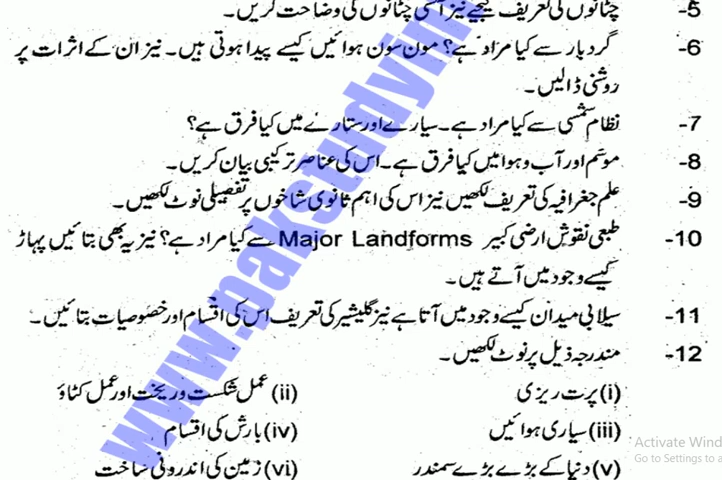 5- چٹانوں کی تعریف کیجیے نیز آتشی چٹانوں کی وضاحت کریں۔
6- گردبار سے کیا مراد ہے؟ مون سون ہوائیں کیسے پیدا ہوتی ہیں۔ نیز ان کے اثرات پر
روشنی ڈالیں۔
7- نظام شمسی سے کیا مراد ہے۔ سیارے اور ستارے میں کیا فرق ہے؟
8- موسم اور آب و ہوا میں کیا فرق ہے۔ اس کی عناصر ترکیبی بیان کریں۔
9- علم جغرافیہ کی تعریف لکھیں نیز اس کی اہم ثانوی شاخوں پر تفصیلی نوٹ لکھیں۔
10- طبعی نقوش ارضی کبیر Major Landforms سے کیا مراد ہے؟ نیز یہ بھی بتائیں پہاڑ
کیسے وجود میں آتے ہیں۔
11- سیلابی میدان کیسے وجود میں آتا ہے نیز گلیشیر کی تعریف اس کی اقسام اور خصوصیات بتائیں۔
12- مندرجہ ذیل پر نوٹ لکھیں۔
(i) پرت ریزی (ii) عمل شکست و ریخت اور عمل کٹاؤ
(iii) سیاری ہوائیں (iv) بارش کی اقسام
(v) دنیا کے بڑے بڑے سمندر (vi) زمین کی اندرونی ساخت
www.pakstudyin
Activate Wind
Go to Settings to a